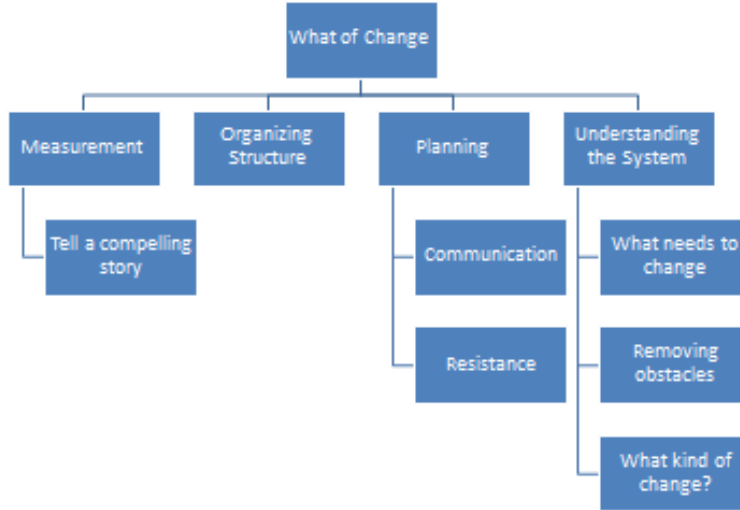 What of Change
Measurement
Organizing
Structure
Planning
Understanding
the System
Tell a compelling
story
Communication
What needs to
change
Resistance
Removing
obstacles
What kind of
change?